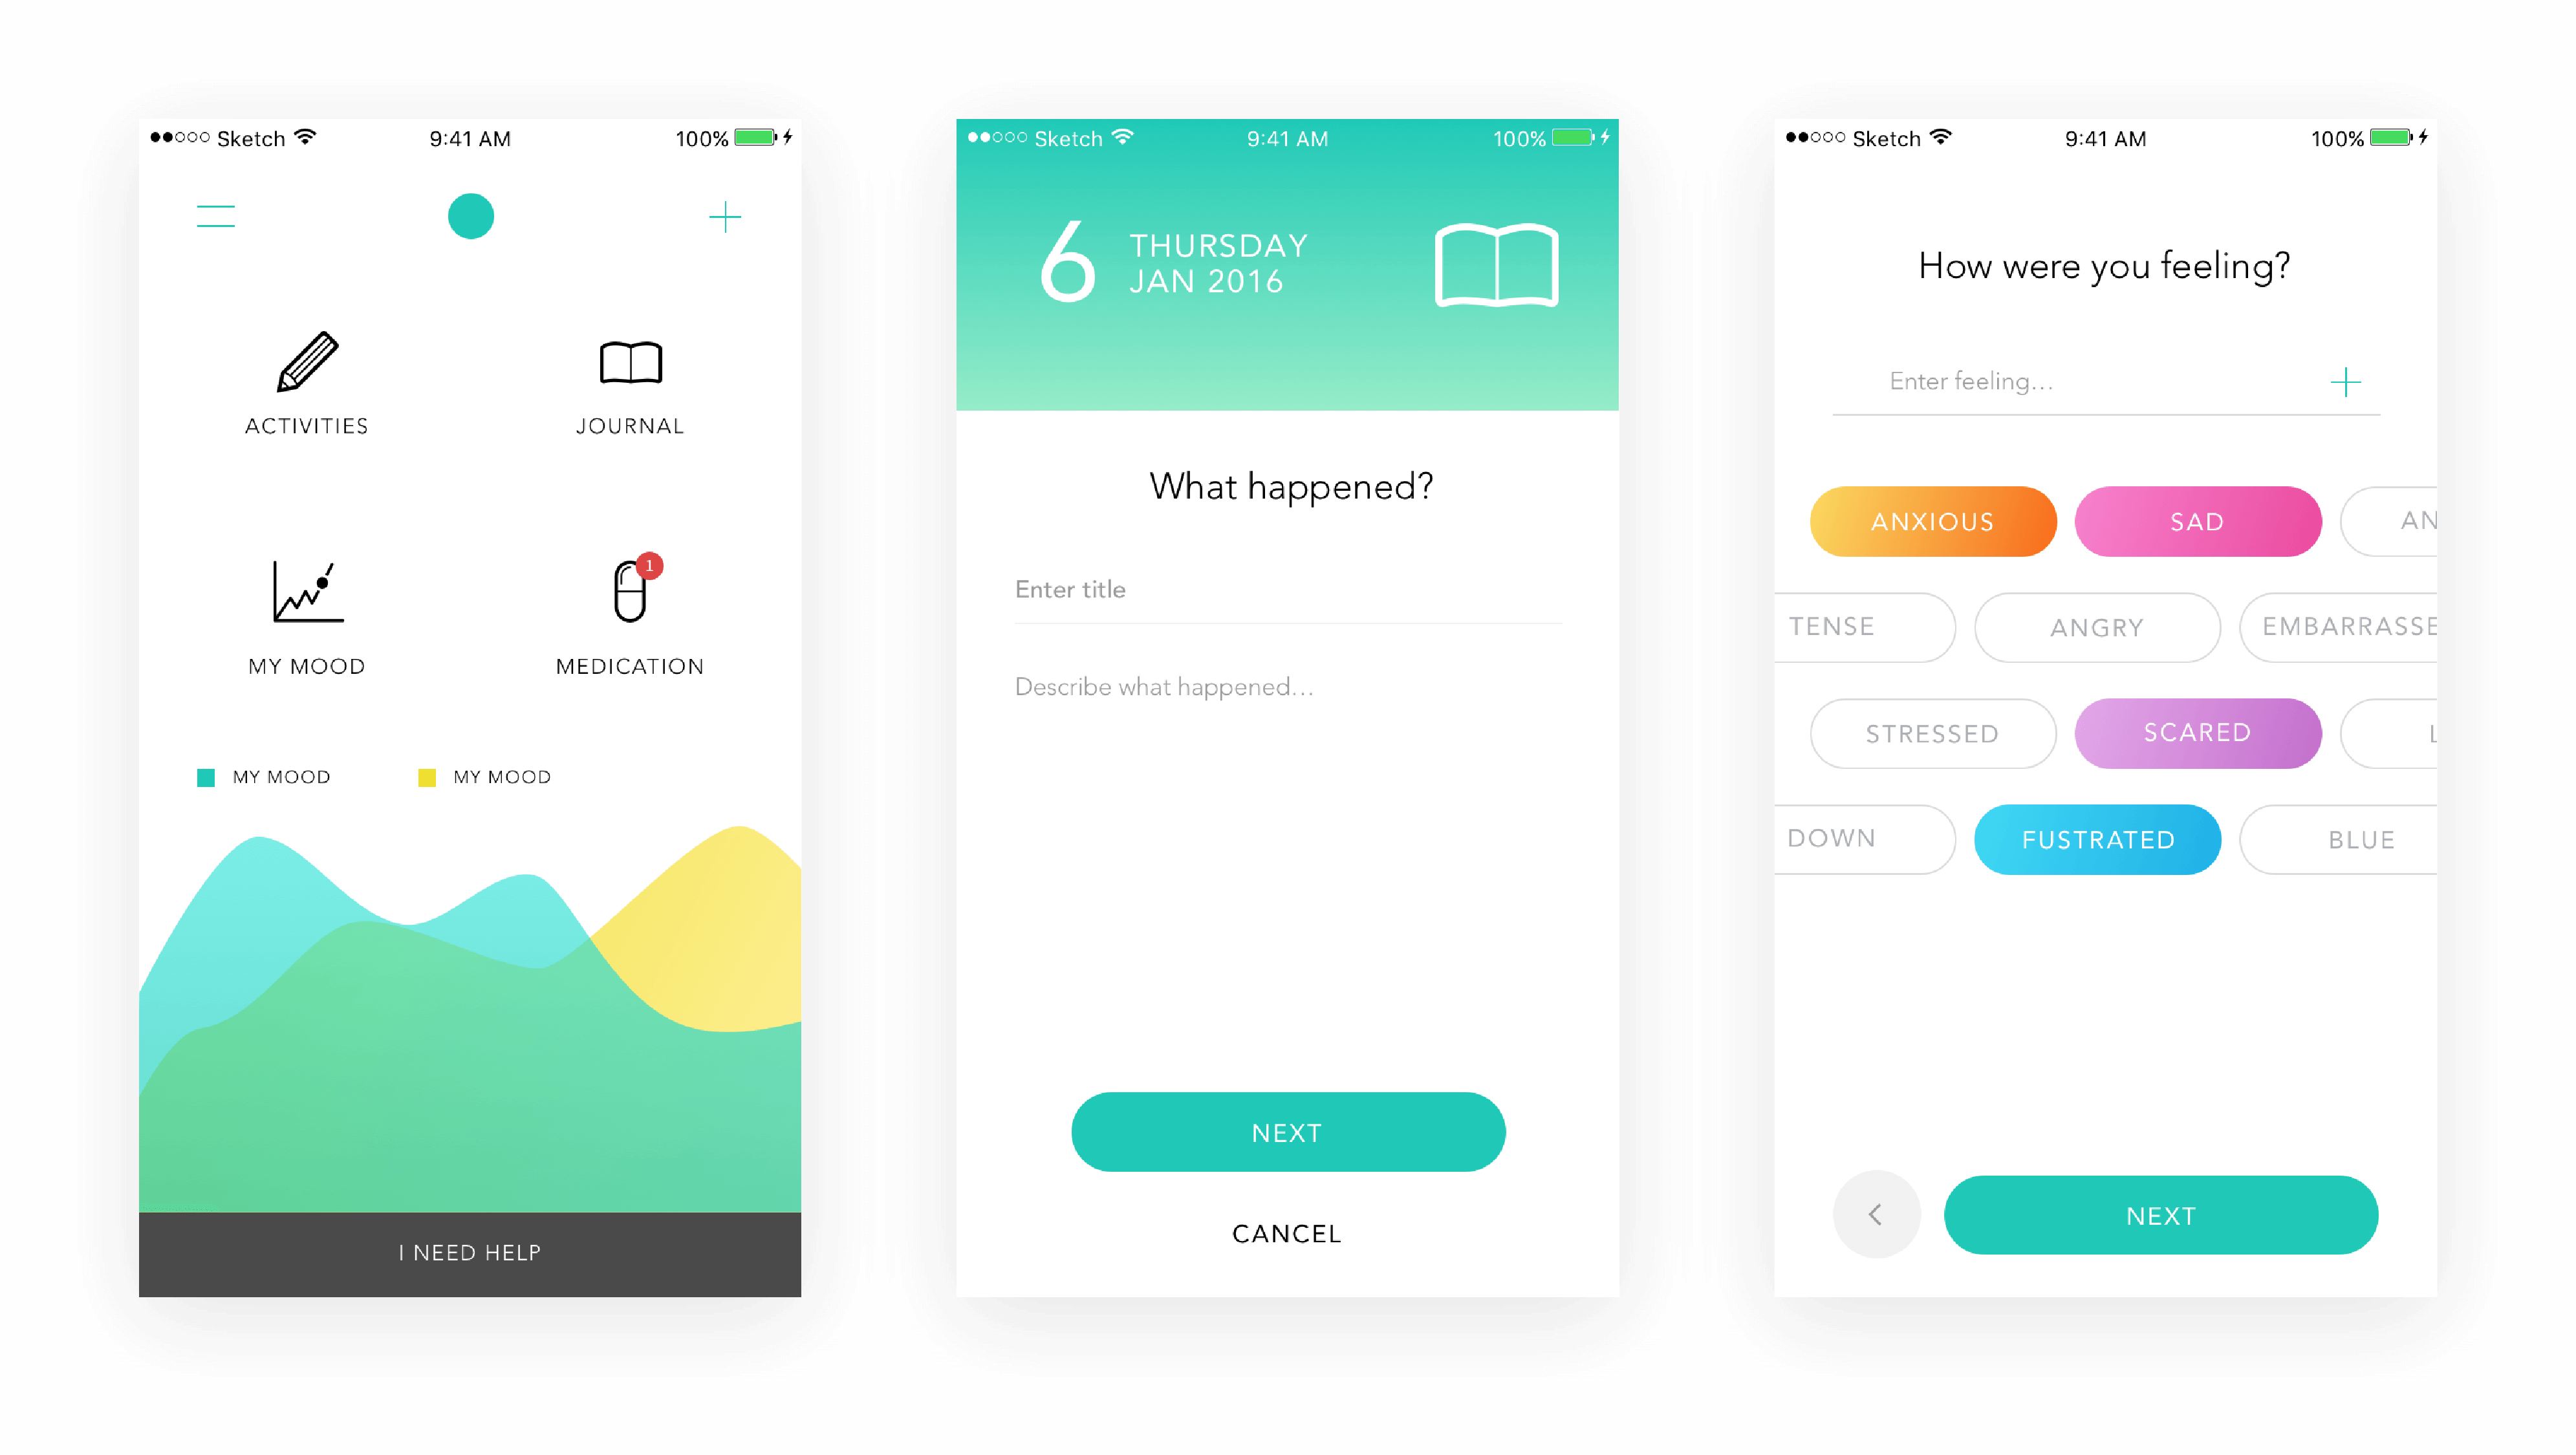 Sketch 9:41 AM 100%
ACTIVITIES JOURNAL
1
MY MOOD MEDICATION
MY MOOD MY MOOD
I NEED HELP
Sketch 9:41 AM 100%
6 THURSDAY
JAN 2016
What happened?
Enter title
Describe what happened...
NEXT
CANCEL
Sketch 9:41 AM 100%
How were you feeling?
Enter feeling...
ANXIOUS SAD AN
TENSE ANGRY EMBARRASSE
STRESSED SCARED L
DOWN FUSTRATED BLUE
NEXT